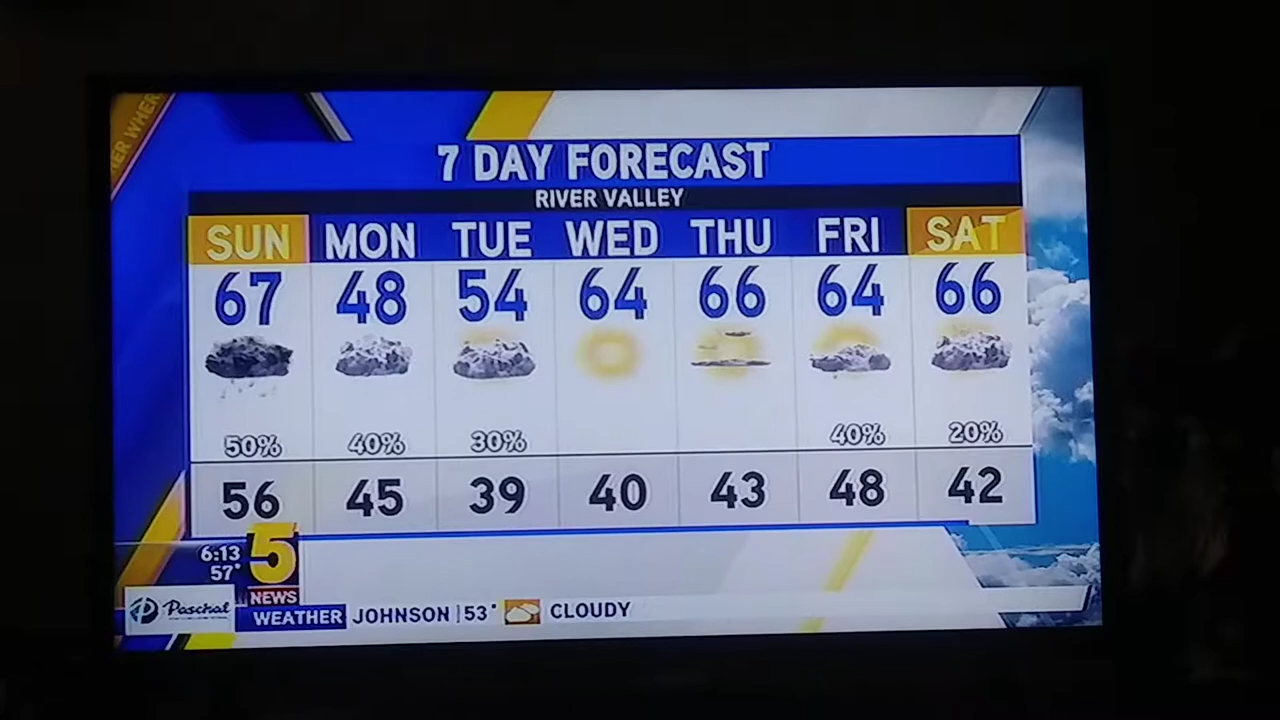 ER WHER
7 DAY FORECAST
RIVER VALLEY
SUN MON TUE WED THU FRI SAT
67 48 54 64 66 64 66
50% 40% 30% 40% 20%
56 45 39 40 43 48 42
6:13
57°
5
NEWS
Paschal
WEATHER JOHNSON 53° CLOUDY